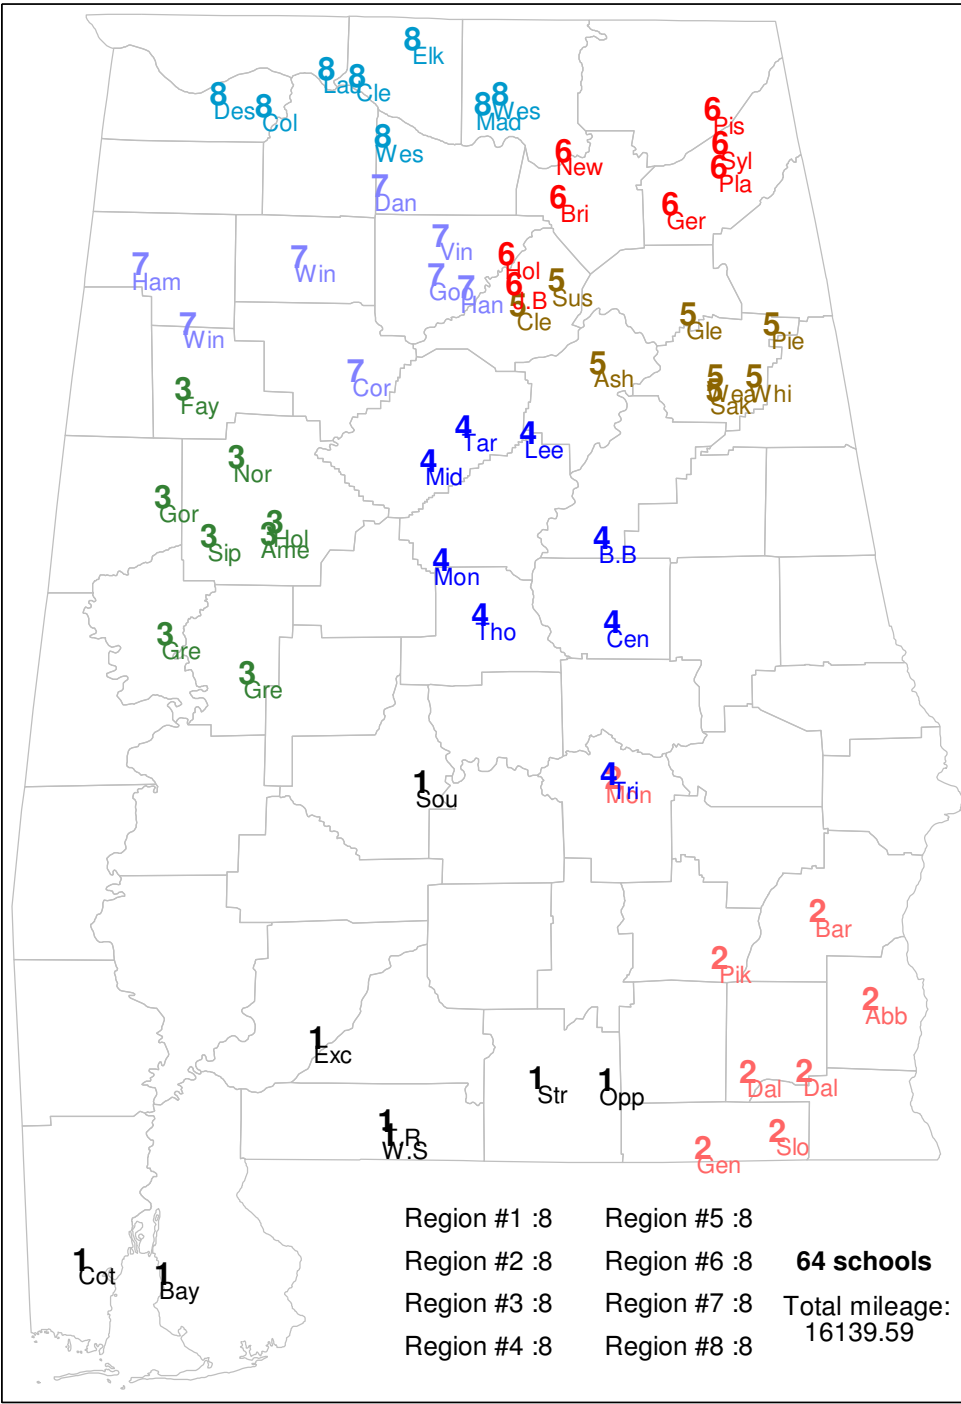 8
Elk
8
Lau
8
Cle
8
Des
8
Col
8
Wes
8
Mad
8
Wes
6
Pis
6
Syl
6
Pla
6
New
6
Bri
6
Ger
7
Dan
7
Vin
7
Ham
7
Win
7
Goo
7
Han
6
Hol
6
J.B
5
Sus
5
Cle
7
Win
5
Gle
5
Pie
7
Cor
5
Ash
5
Wea
5
Whi
5
Sak
3
Fay
4
Tar
4
Lee
3
Nor
4
Mid
3
Gor
3
Hol
3
Ame
3
Sip
4
B.B
4
Mon
4
Tho
4
Cen
3
Gre
3
Gre
1
Sou
2
Mon
4
Tri
2
Bar
2
Pik
2
Abb
1
Exc
1
Str
1
Opp
2
Dal
2
Dal
1
T.R
1
W.S
2
Slo
2
Gen
1
Cot
1
Bay
Region #1 :8
Region #5 :8
Region #2 :8
Region #6 :8
64 schools
Region #3 :8
Region #7 :8
Total mileage:
16139.59
Region #4 :8
Region #8 :8